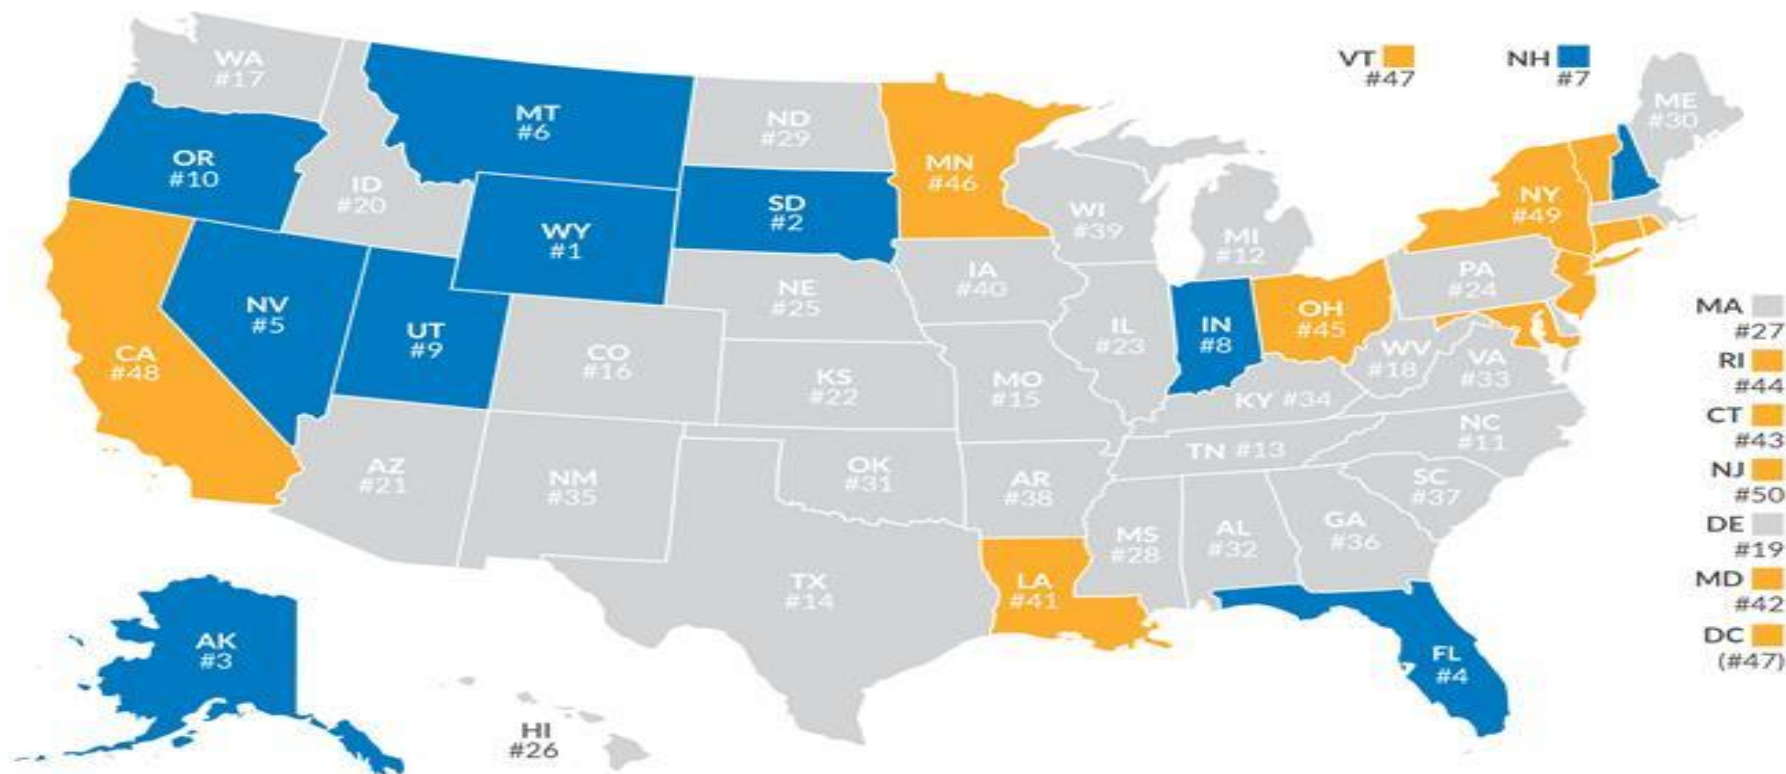 WA
#17
VT
#47
NH
#7
ME
#30
MT
#6
ND
#29
OR
#10
MN
#46
ID
#20
NY
#49
SD
#2
WI
#39
WY
#1
MI
#12
IA
#40
PA
#24
NE
#25
NV
#5
UT
#9
OH
#45
IN
#8
IL
#23
MA
#27
CA
#48
CO
#16
WV
#18
VA
#33
RI
#44
KS
#22
MO
#15
KY #34
CT
#43
NC
#11
TN #13
AZ
#21
NM
#35
OK
#31
AR
#38
SC
#37
NJ
#50
MS
#28
AL
#32
GA
#36
DE
#19
TX
#14
LA
#41
MD
#42
AK
#3
FL
#4
DC
(#47)
HI
#26